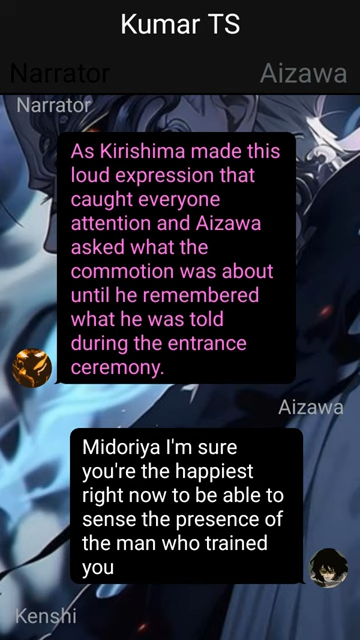 Kumar TS
Narrator
Aizawa
Narrator
As Kirishima made this
loud expression that
caught everyone
attention and Aizawa
asked what the
commotion was about
until he remembered
what he was told
during the entrance
ceremony.
Aizawa
Midoriya I'm sure
you're the happiest
right now to be able to
sense the presence of
the man who trained
you
Kenshi